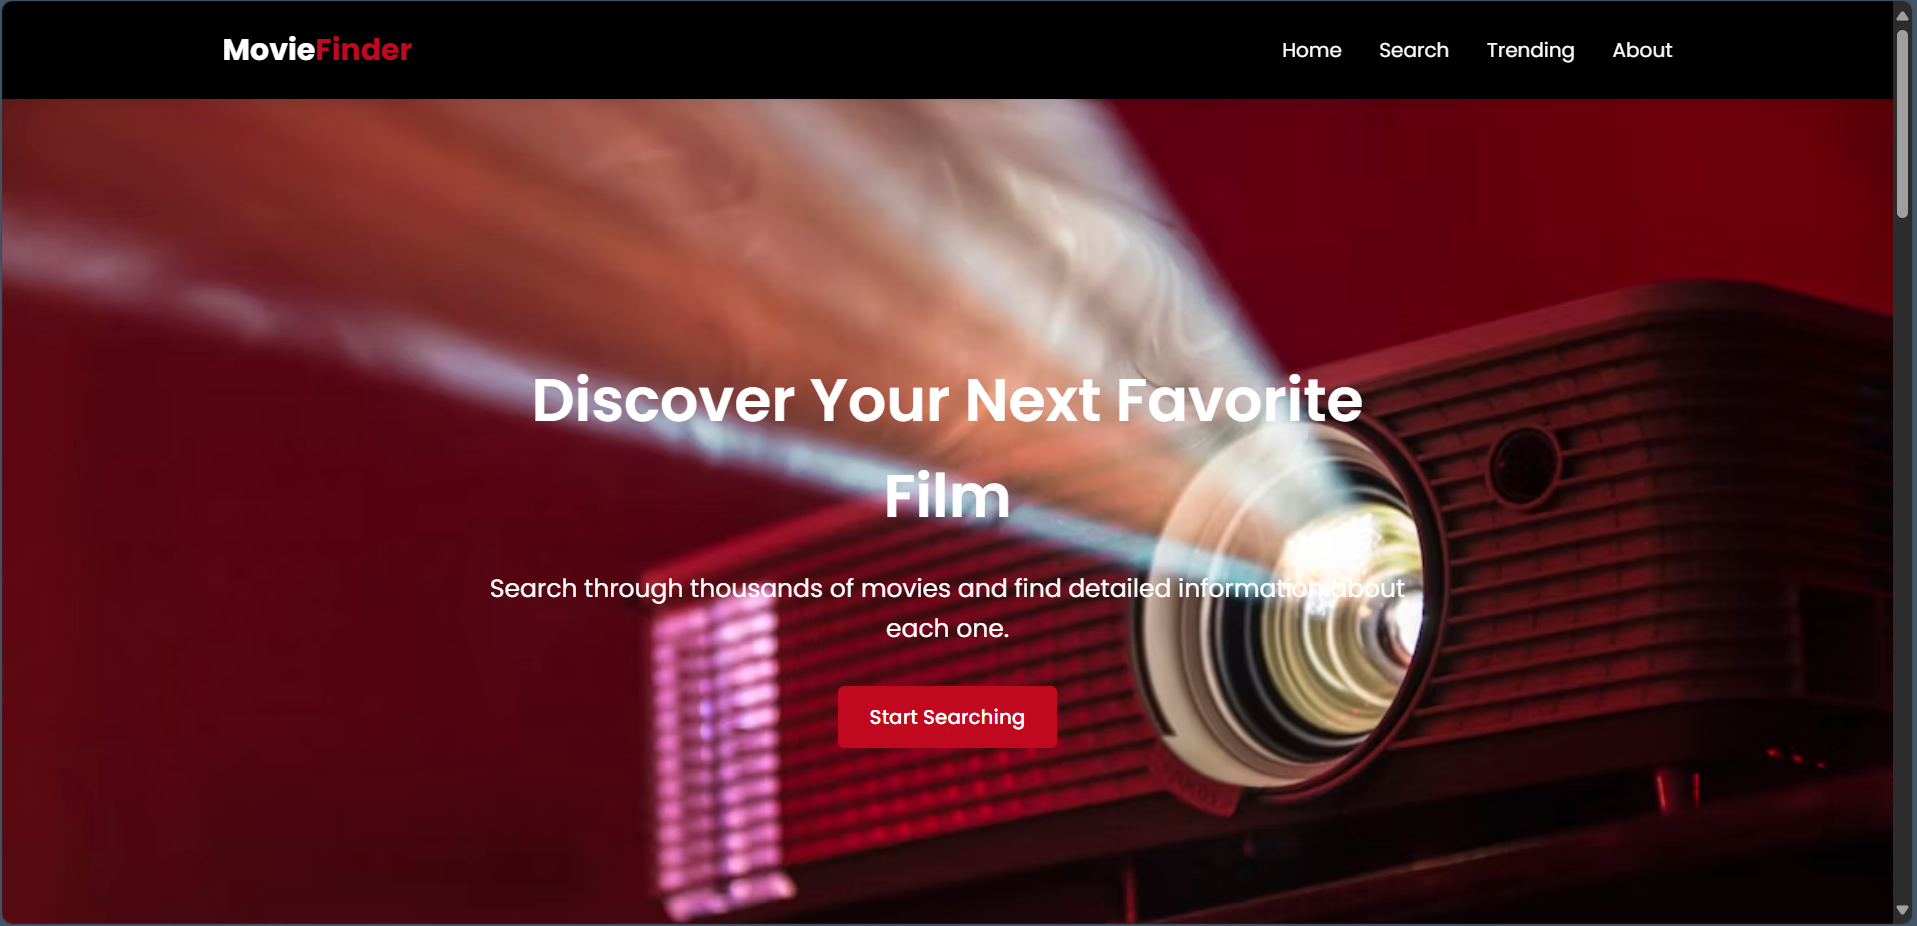 MovieFinder
Home Search Trending About
Discover Your Next Favorite
Film
Search through thousands of movies and find detailed information about
each one.
Start Searching